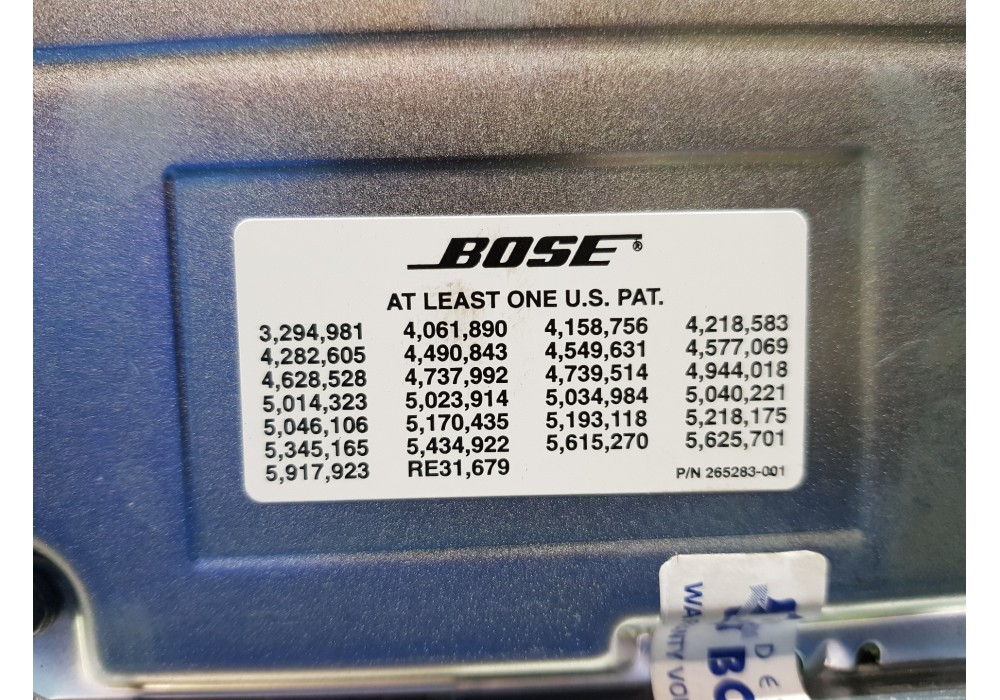 BOSE®
AT LEAST ONE U.S. PAT.
3,294,981 4,061,890 4,158,756 4,218,583
4,282,605 4,490,843 4,549,631 4,577,069
4,628,528 4,737,992 4,739,514 4,944,018
5,014,323 5,023,914 5,034,984 5,040,221
5,046,106 5,170,435 5,193,118 5,218,175
5,345,165 5,434,922 5,615,270 5,625,701
5,917,923 RE31,679 P/N 265283-001